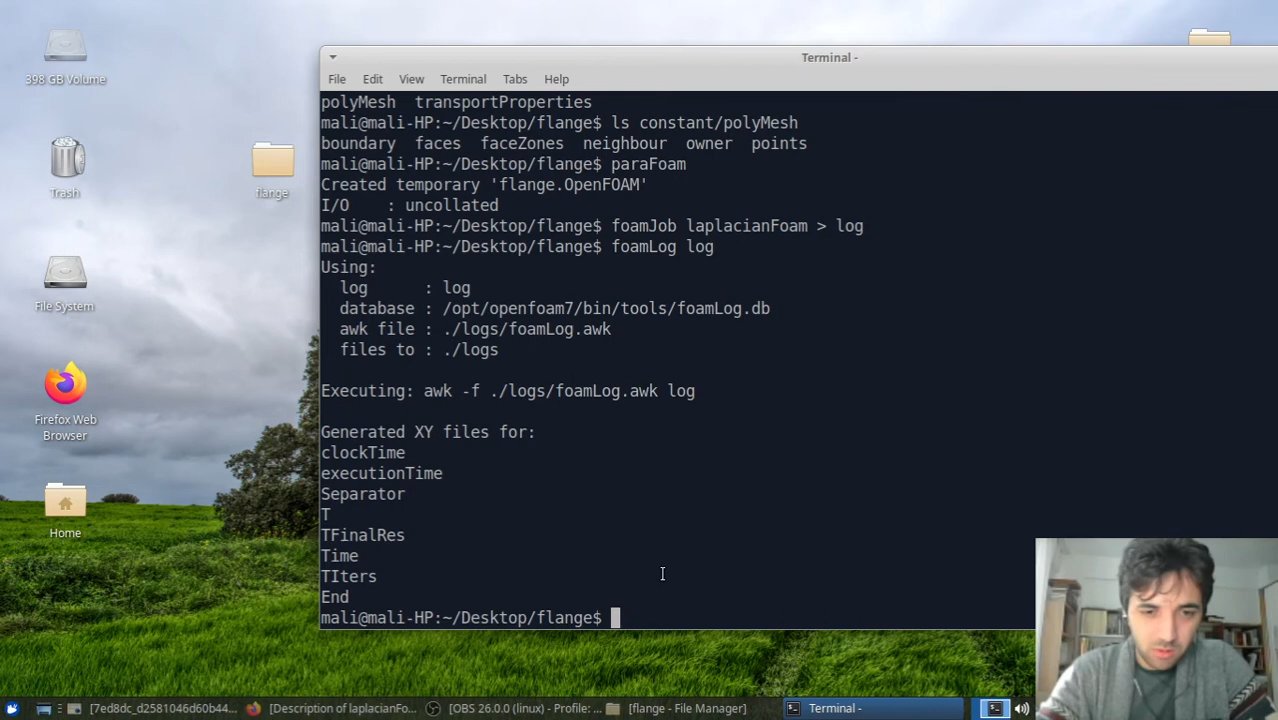 398 GB Volume
Trash
flange
File System
Firefox Web
Browser
Home
Terminal -
File Edit View Terminal Tabs Help
polyMesh transportProperties
mali@mali-HP:~/Desktop/flange$ ls constant/polyMesh
boundary faces faceZones neighbour owner points
mali@mali-HP:~/Desktop/flange$ paraFoam
Created temporary 'flange.OpenFOAM'
I/O : uncollated
mali@mali-HP:~/Desktop/flange$ foamJob laplacianFoam > log
mali@mali-HP:~/Desktop/flange$ foamLog log
Using:
log : log
database : /opt/openfoam7/bin/tools/foamLog.db
awk file : ./logs/foamLog.awk
files to : ./logs
Executing: awk -f ./logs/foamLog.awk log
Generated XY files for:
clockTime
executionTime
Separator
T
TFinalRes
Time
TIters
End
mali@mali-HP:~/Desktop/flange$
[7ed8dc_d2581046d60b44... [Description of laplacianFo... [OBS 26.0.0 (linux) - Profile: ... [flange - File Manager] Terminal -